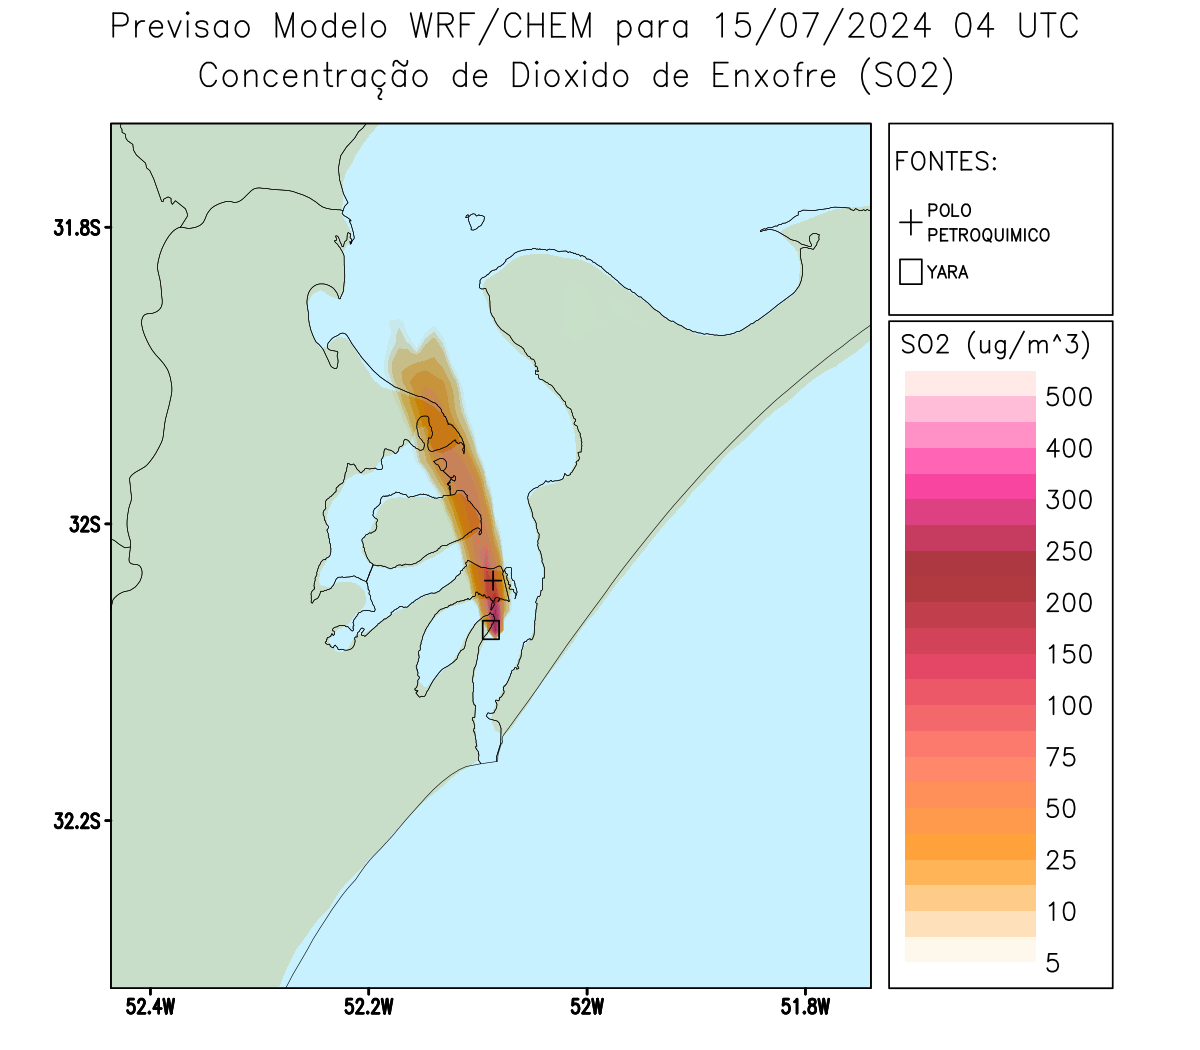 Previsao Modelo WRF/CHEM para 15/07/2024 04 UTC
Concentração de Dioxido de Enxofre (SO2)
FONTES:
POLO
PETROQUIMICO
YARA
31.8S
32S
32.2S
52.4W
52.2W
52W
51.8W
SO2 (ug/m^3)
500
400
300
250
200
150
100
75
50
25
10
5